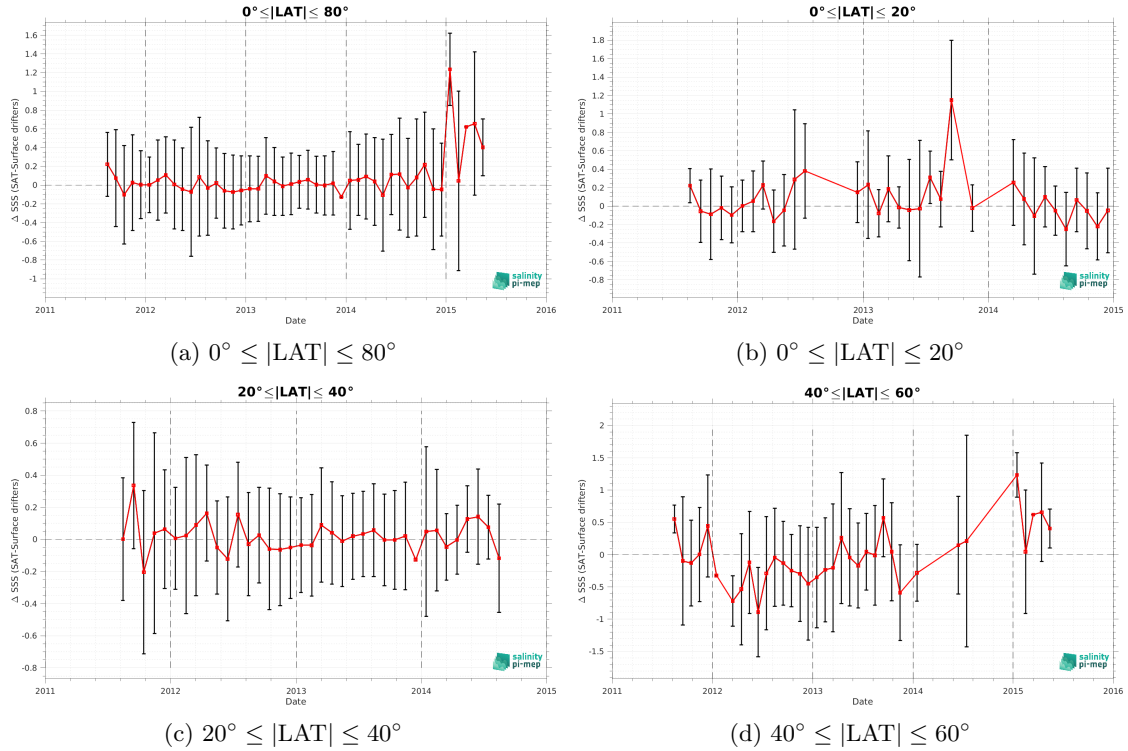 0°≤|LAT|≤ 80°
Δ SSS (SAT-Surface drifters)
1.6
1.4
1.2
1
0.8
0.6
0.4
0.2
0
-0.2
-0.4
-0.6
-0.8
-1
2011 2012 2013 2014 2015 2016
Date
salinity
pi-mep
(a) 0° ≤ |LAT| ≤ 80°
0°≤|LAT|≤ 20°
Δ SSS (SAT-Surface drifters)
1.8
1.6
1.4
1.2
1
0.8
0.6
0.4
0.2
0
-0.2
-0.4
-0.6
-0.8
2011 2012 2013 2014 2015
Date
salinity
pi-mep
(b) 0° ≤ |LAT| ≤ 20°
20°≤|LAT|≤ 40°
Δ SSS (SAT-Surface drifters)
0.8
0.6
0.4
0.2
0
-0.2
-0.4
-0.6
-0.8
2011 2012 2013 2014 2015
Date
salinity
pi-mep
(c) 20° ≤ |LAT| ≤ 40°
40°≤|LAT|≤ 60°
Δ SSS (SAT-Surface drifters)
2
1.5
1
0.5
0
-0.5
-1
-1.5
2011 2012 2013 2014 2015 2016
Date
salinity
pi-mep
(d) 40° ≤ |LAT| ≤ 60°